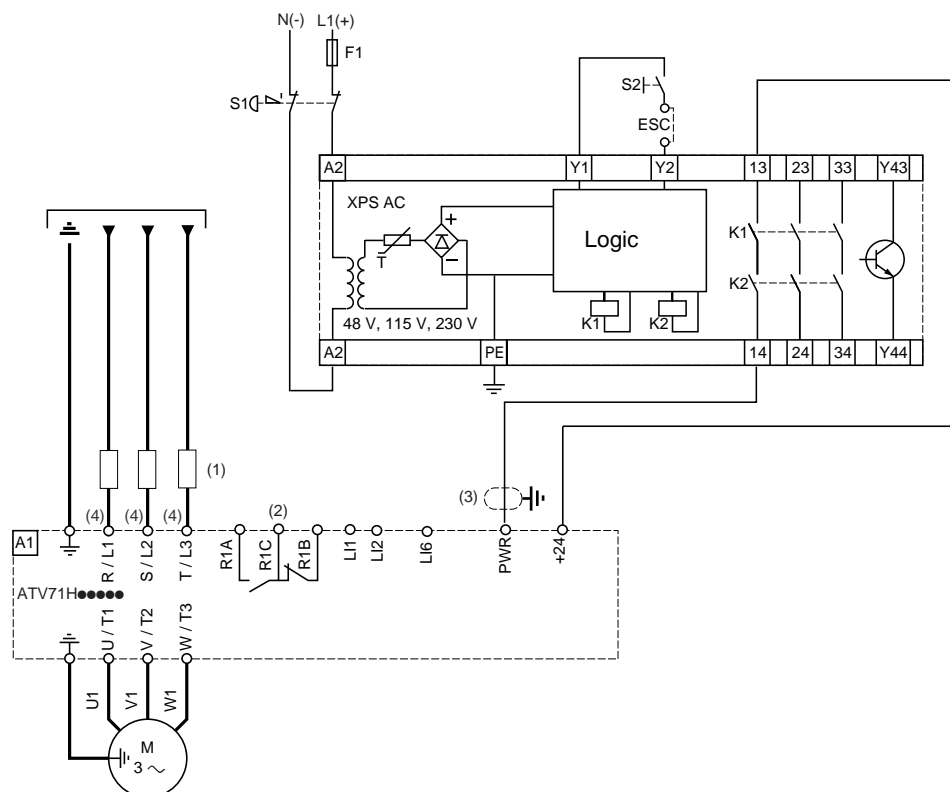 N(-) L1(+)
F1
S1
S2
ESC
A2 Y1 Y2 13 23 33 Y43
XPS AC
T
+
−
Logic
K1
K2
K1 K2
48 V, 115 V, 230 V
A2 PE 14 24 34 Y44
(1)
(2)
(3)
(4) (4) (4)
A1
R / L1
S / L2
T / L3
R1A
R1C
R1B
LI1
LI2
LI6
PWR
+24
ATV71H●●●●●
U / T1
V / T2
W / T3
U1
V1
W1
M
3 ~